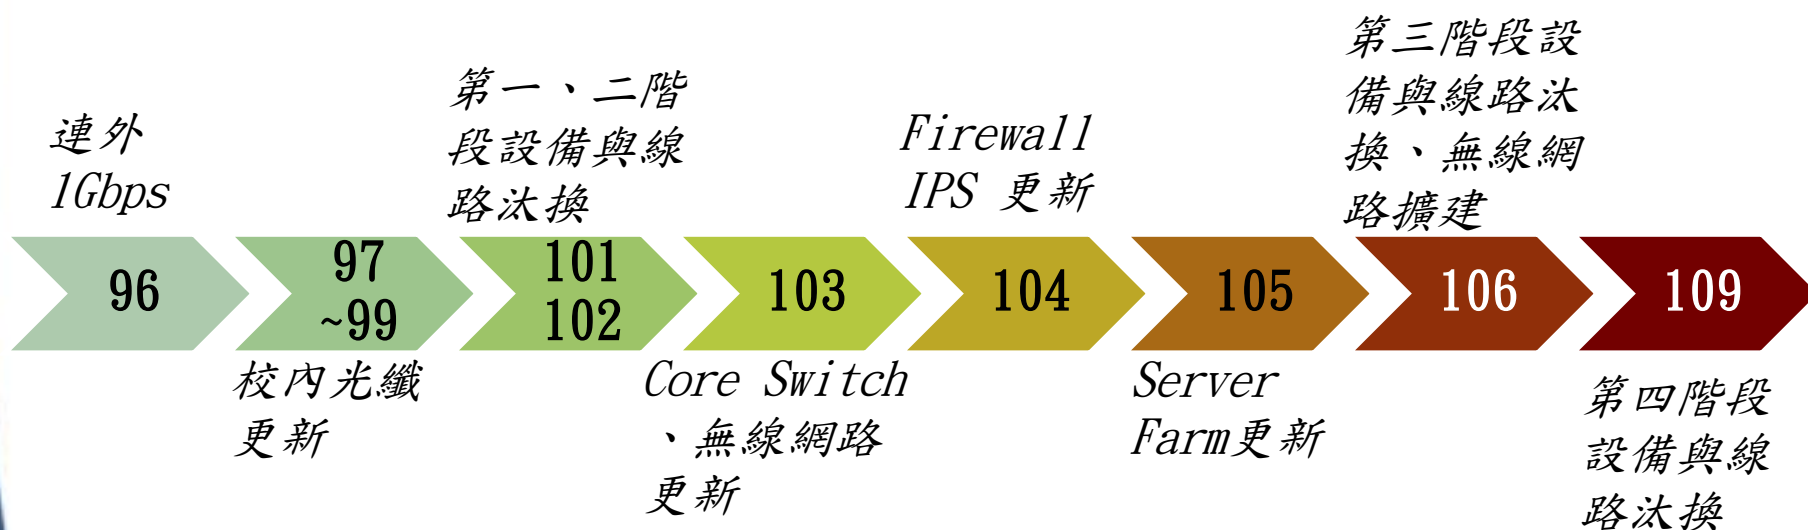 連外
1Gbps
96
97
~99
校內光纖
更新
第一、二階
段設備與線
路汰換
101
102
103
Core Switch
、無線網路
更新
Firewall
IPS 更新
104
105
Server
Farm更新
第三階段設
備與線路汰
換、無線網
路擴建
106
109
第四階段
設備與線
路汰換